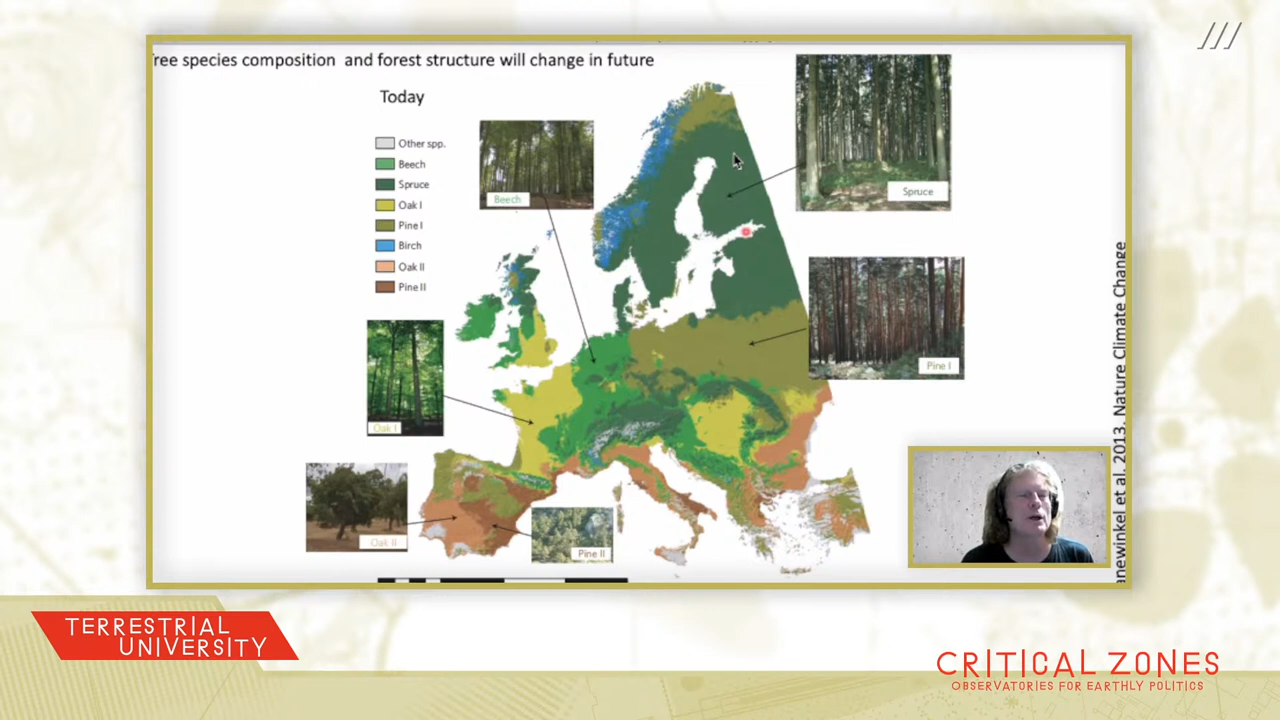 ree species composition and forest structure will change in future
Today
Other spp.
Beech
Spruce
Oak I
Pine I
Birch
Oak II
Pine II
Beech
Spruce
Pine I
Oak I
Oak II
Pine II
anewinkel et al. 2013. Nature Climate Change
TERRESTRIAL
UNIVERSITY
CRITICAL ZONES
OBSERVATORIES FOR EARTHLY POLITICS